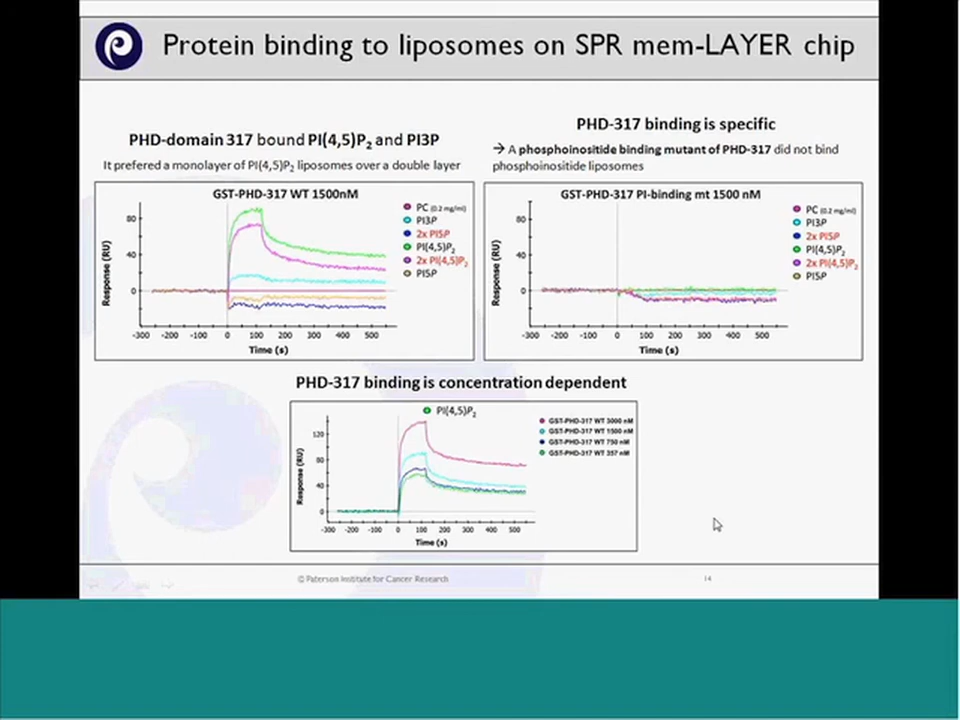 Protein binding to liposomes on SPR mem-LAYER chip
PHD-domain 317 bound PI(4,5)P₂ and PI3P
It prefered a monolayer of PI(4,5)P₂ liposomes over a double layer
GST-PHD-317 WT 1500nM
PC (0.2 mg/ml)
PI3P
2x PI5P
PI(4,5)P₂
2x PI(4,5)P₂
PI5P
Response (RU)
80
40
0
-300 -200 -100 0 100 200 300 400 500
Time (s)
PHD-317 binding is specific
→ A phosphoinositide binding mutant of PHD-317 did not bind
phosphoinositide liposomes
GST-PHD-317 PI-binding mt 1500 nM
PC (0.2 mg/ml)
PI3P
2x PI5P
PI(4,5)P₂
2x PI(4,5)P₂
PI5P
Response (RU)
80
40
0
-300 -200 -100 0 100 200 300 400 500
Time (s)
PHD-317 binding is concentration dependent
PI(4,5)P₂
GST-PHD-317 WT 3000 nM
GST-PHD-317 WT 1500 nM
GST-PHD-317 WT 750 nM
GST-PHD-317 WT 357 nM
Response (RU)
120
80
40
0
-300 -200 -100 0 100 200 300 400 500
Time (s)
© Paterson Institute for Cancer Research
14